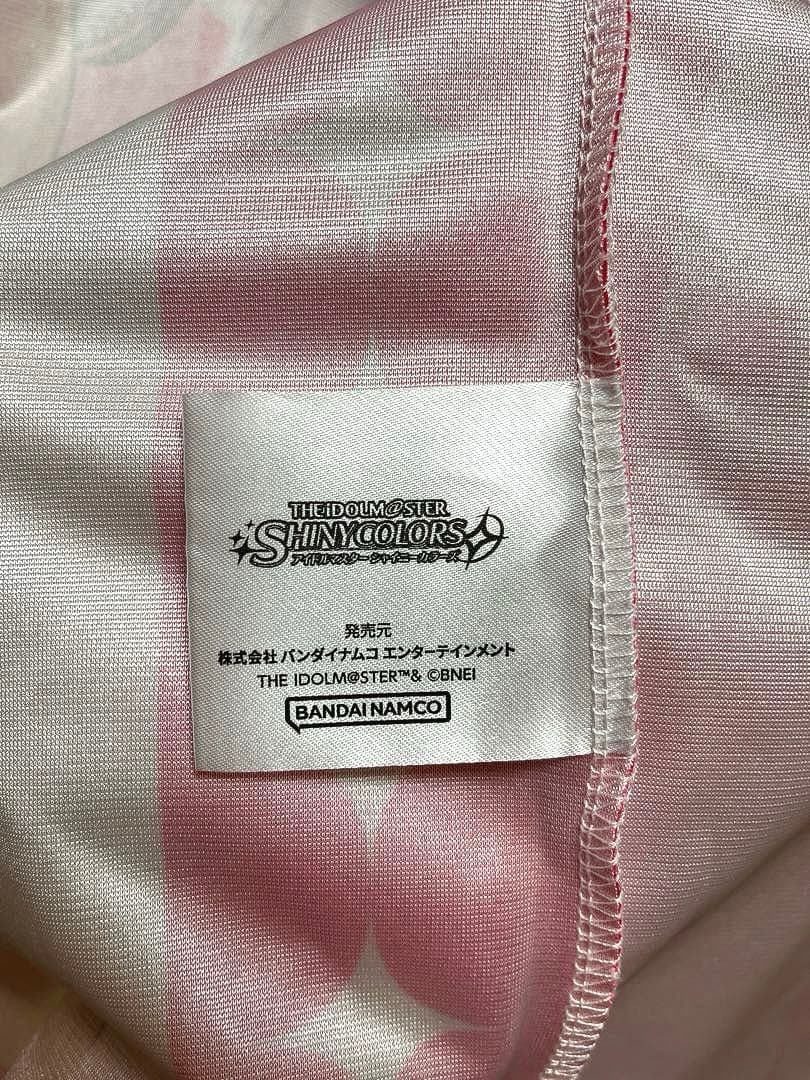 THE IDOLM@STER
SHINYCOLORS
アイドルマスター シャイニーカラーズ
発売元
株式会社 バンダイナムコ エンターテインメント
THE IDOLM@STER™& ©BNEI
BANDAI NAMCO